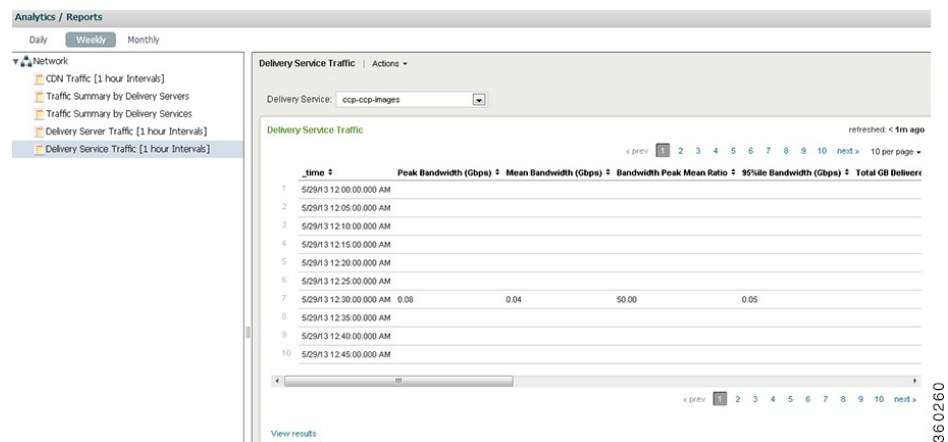 Analytics / Reports
Daily Weekly Monthly
Network
CDN Traffic [1 hour Intervals]
Traffic Summary by Delivery Servers
Traffic Summary by Delivery Services
Delivery Server Traffic [1 hour Intervals]
Delivery Service Traffic [1 hour Intervals]
Delivery Service Traffic | Actions
Delivery Service: ccp-ccp-images
Delivery Service Traffic refreshed: < 1m ago
« prev 1 2 3 4 5 6 7 8 9 10 next » 10 per page
_time Peak Bandwidth (Gbps) Mean Bandwidth (Gbps) Bandwidth Peak Mean Ratio 95%ile Bandwidth (Gbps) Total GB Delivere
1 5/29/13 12:00:00.000 AM
2 5/29/13 12:05:00.000 AM
3 5/29/13 12:10:00.000 AM
4 5/29/13 12:15:00.000 AM
5 5/29/13 12:20:00.000 AM
6 5/29/13 12:25:00.000 AM
7 5/29/13 12:30:00.000 AM 0.08 0.04 50.00 0.05
8 5/29/13 12:35:00.000 AM
9 5/29/13 12:40:00.000 AM
10 5/29/13 12:45:00.000 AM
« prev 1 2 3 4 5 6 7 8 9 10 next »
View results
360260